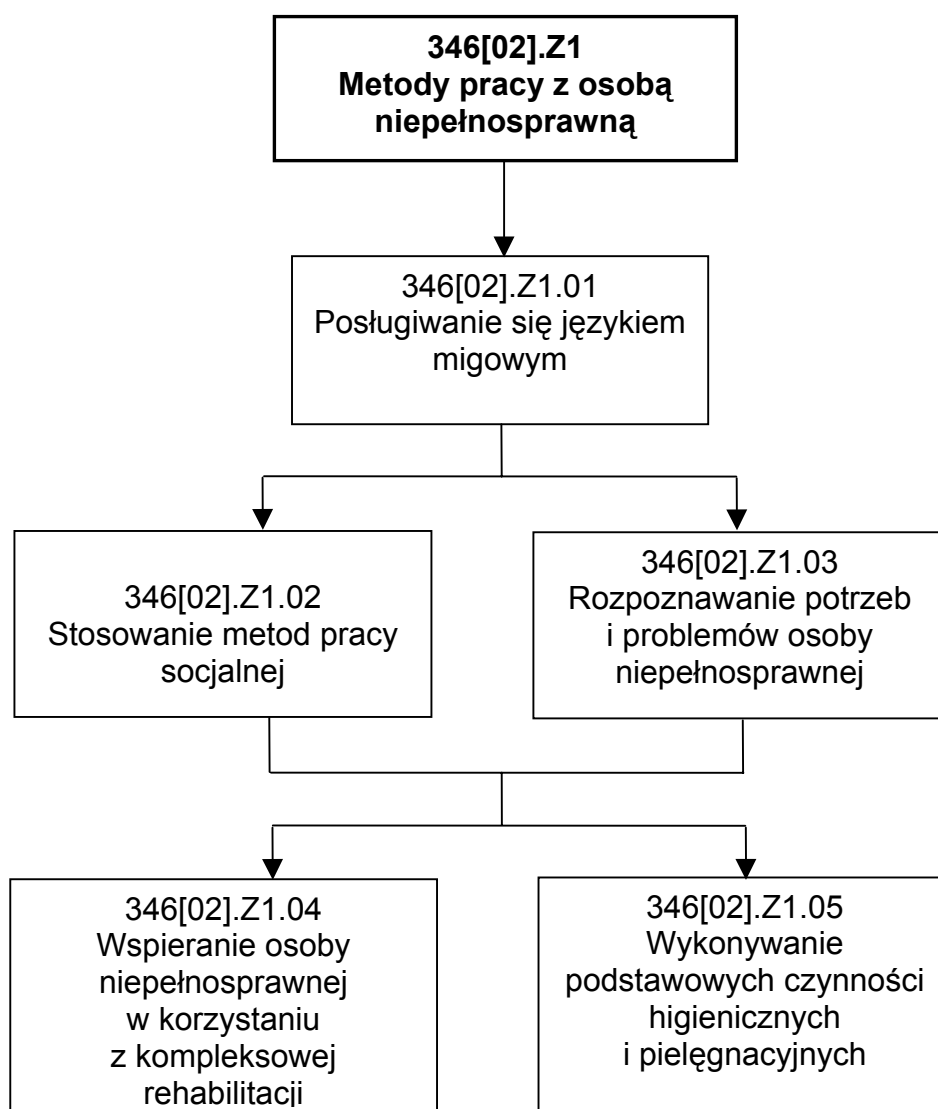 346[02].Z1
Metody pracy z osobą
niepełnosprawną
346[02].Z1.01
Posługiwanie się językiem
migowym
346[02].Z1.02
Stosowanie metod pracy
socjalnej
346[02].Z1.03
Rozpoznawanie potrzeb
i problemów osoby
niepełnosprawnej
346[02].Z1.04
Wspieranie osoby
niepełnosprawnej
w korzystaniu
z kompleksowej
rehabilitacji
346[02].Z1.05
Wykonywanie
podstawowych czynności
higienicznych
i pielęgnacyjnych